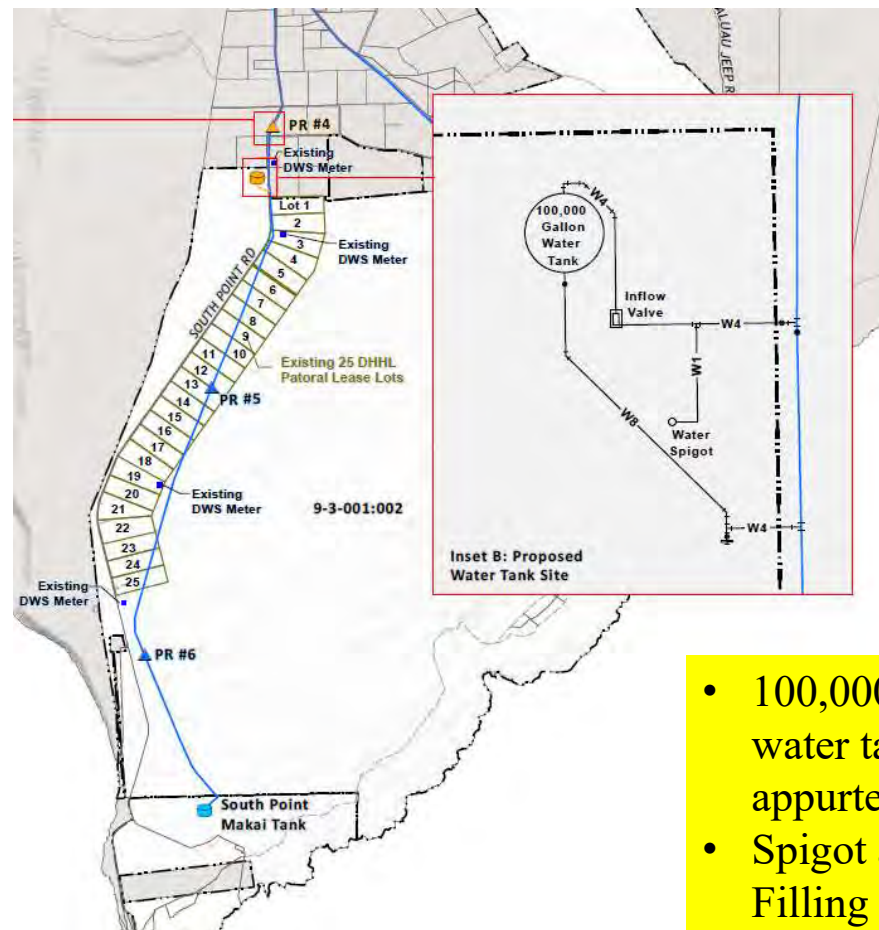 ALUAU JEEP R
PR #4
Existing
DWS Meter
Lot 1
2
3
4
5
6
7
8
9
10
11
12
13
14
15
16
17
18
19
20
21
22
23
24
25
SOUTH POINT RD
Existing
DWS Meter
Existing 25 DHHL
Patoral Lease Lots
PR #5
Existing
DWS Meter
9-3-001:002
Existing
DWS Meter
PR #6
South Point
Makai Tank
W4
100,000
Gallon
Water
Tank
Inflow
Valve
W4
W1
W8
Water
Spigot
W4
Inset B: Proposed
Water Tank Site
• 100,000
water ta
appurte
• Spigot
Filling